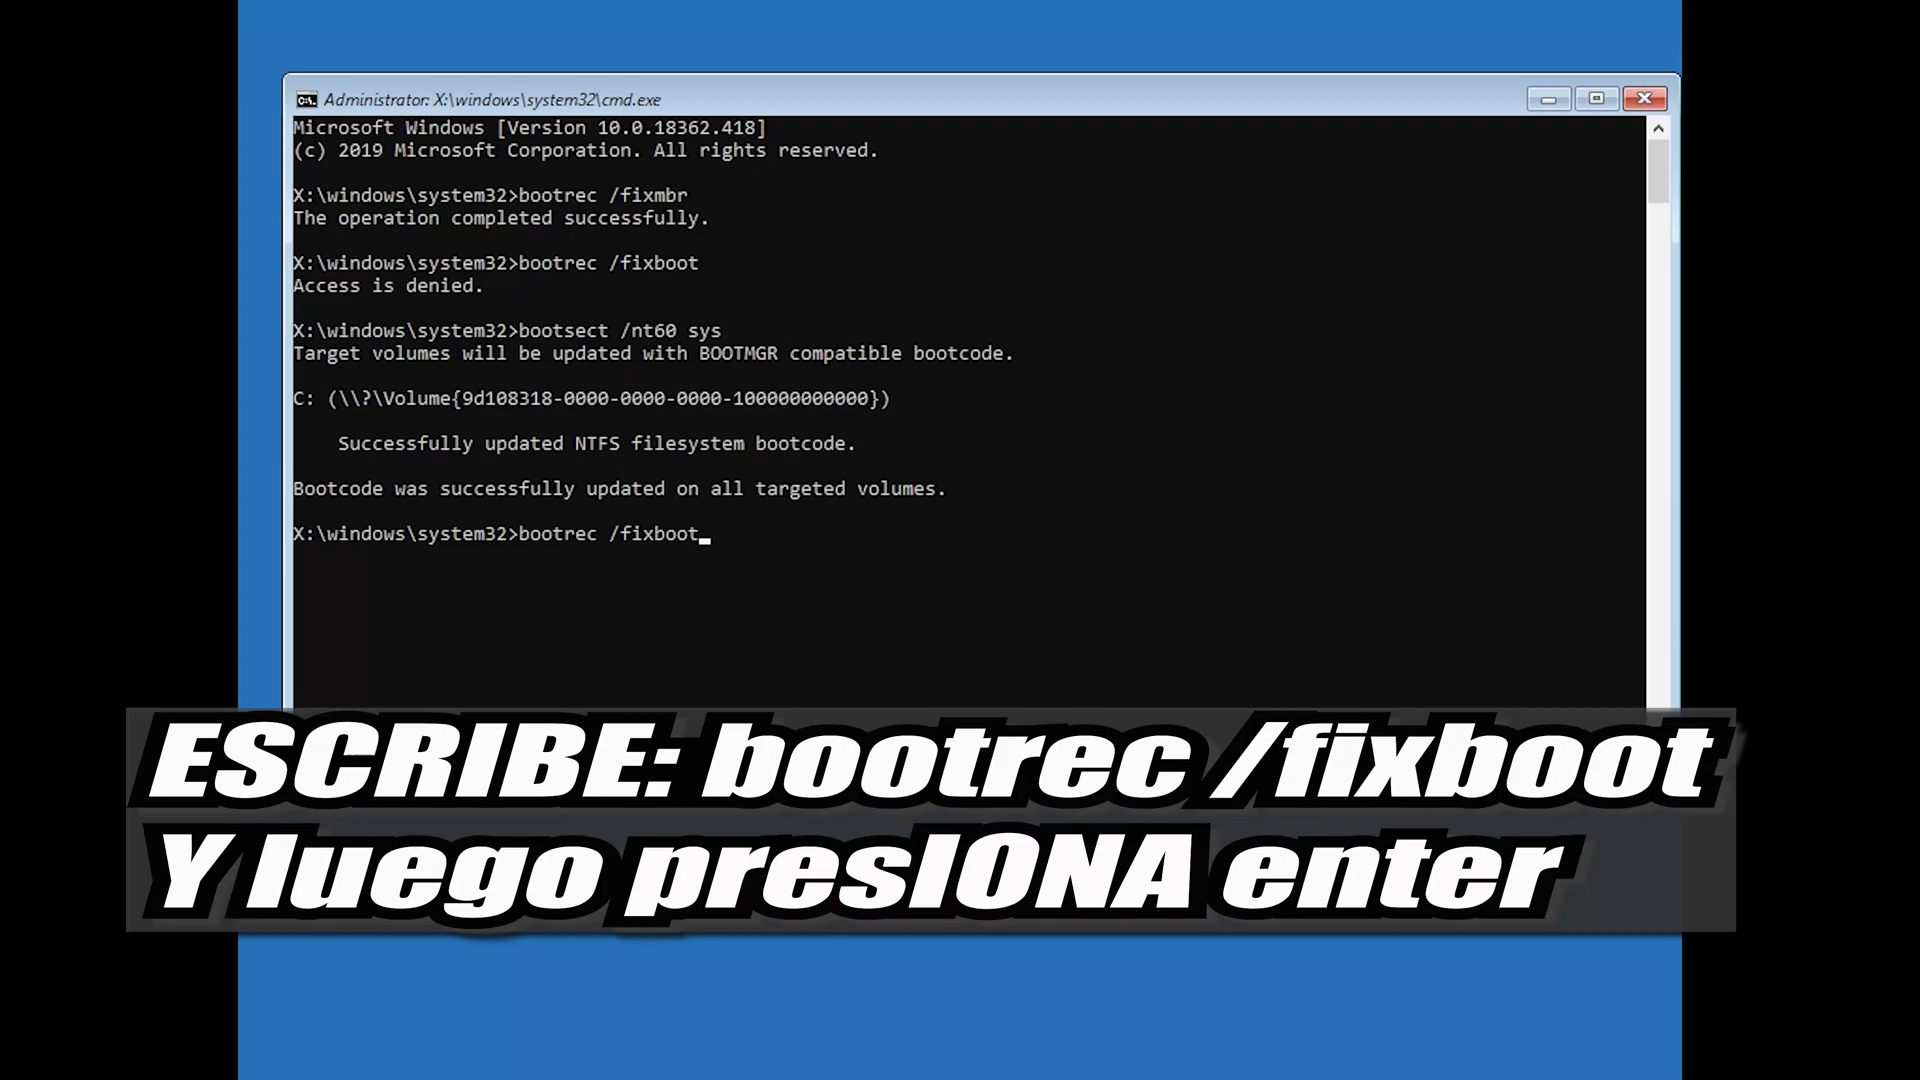 Administrator: X:\windows\system32\cmd.exe
Microsoft Windows [Version 10.0.18362.418]
(c) 2019 Microsoft Corporation. All rights reserved.
X:\windows\system32>bootrec /fixmbr
The operation completed successfully.
X:\windows\system32>bootrec /fixboot
Access is denied.
X:\windows\system32>bootsect /nt60 sys
Target volumes will be updated with BOOTMGR compatible bootcode.
C: (\\?\Volume{9d108318-0000-0000-0000-100000000000})
Successfully updated NTFS filesystem bootcode.
Bootcode was successfully updated on all targeted volumes.
X:\windows\system32>bootrec /fixboot_
ESCRIBE: bootrec /fixboot
Y luego presIONA enter